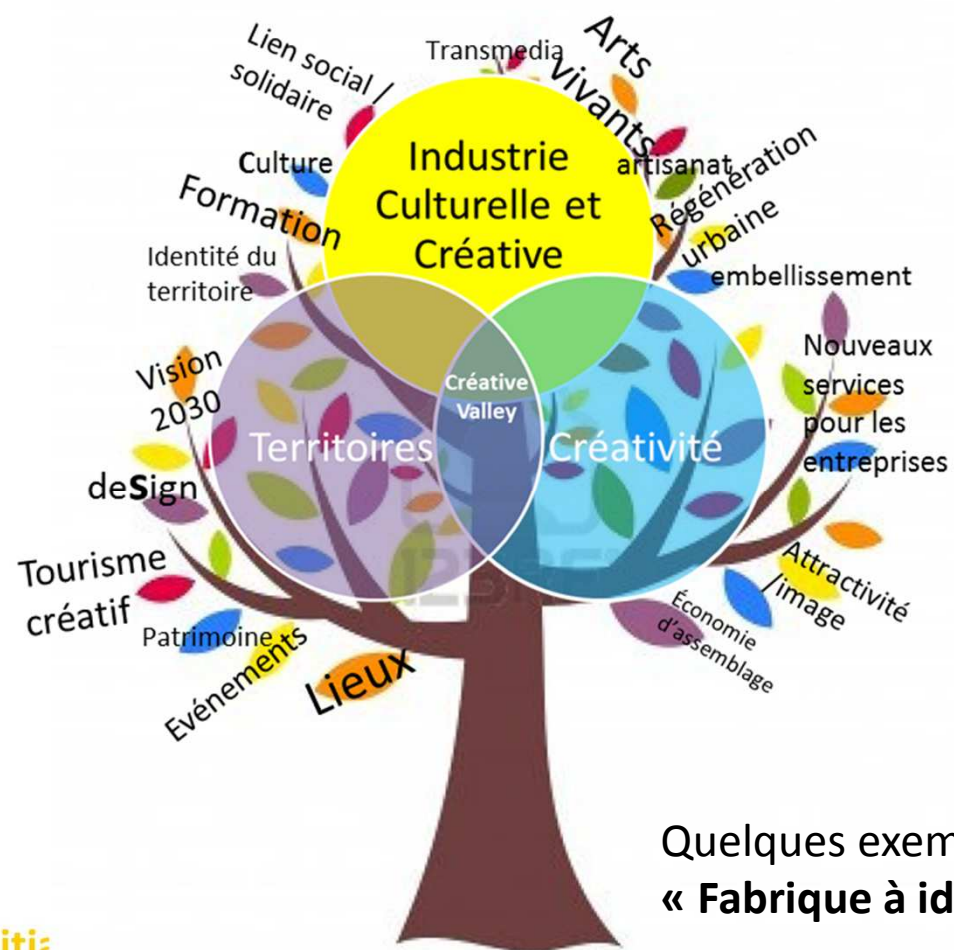 Transmedia
Arts
vivants
Lien social /
solidaire
Culture
Formation
Identité du
territoire
Industrie
Culturelle et
Créative
artisanat
Régénération
urbaine
embellissement
Vision
2030
deSign
Tourisme
créatif
Patrimoine
Evénements
Lieux
Territoires
Créative
Valley
Créativité
Nouveaux
services
pour les
entreprises
Attractivité
/image
Économie
d'assemblage
Quelques exem
« Fabrique à id